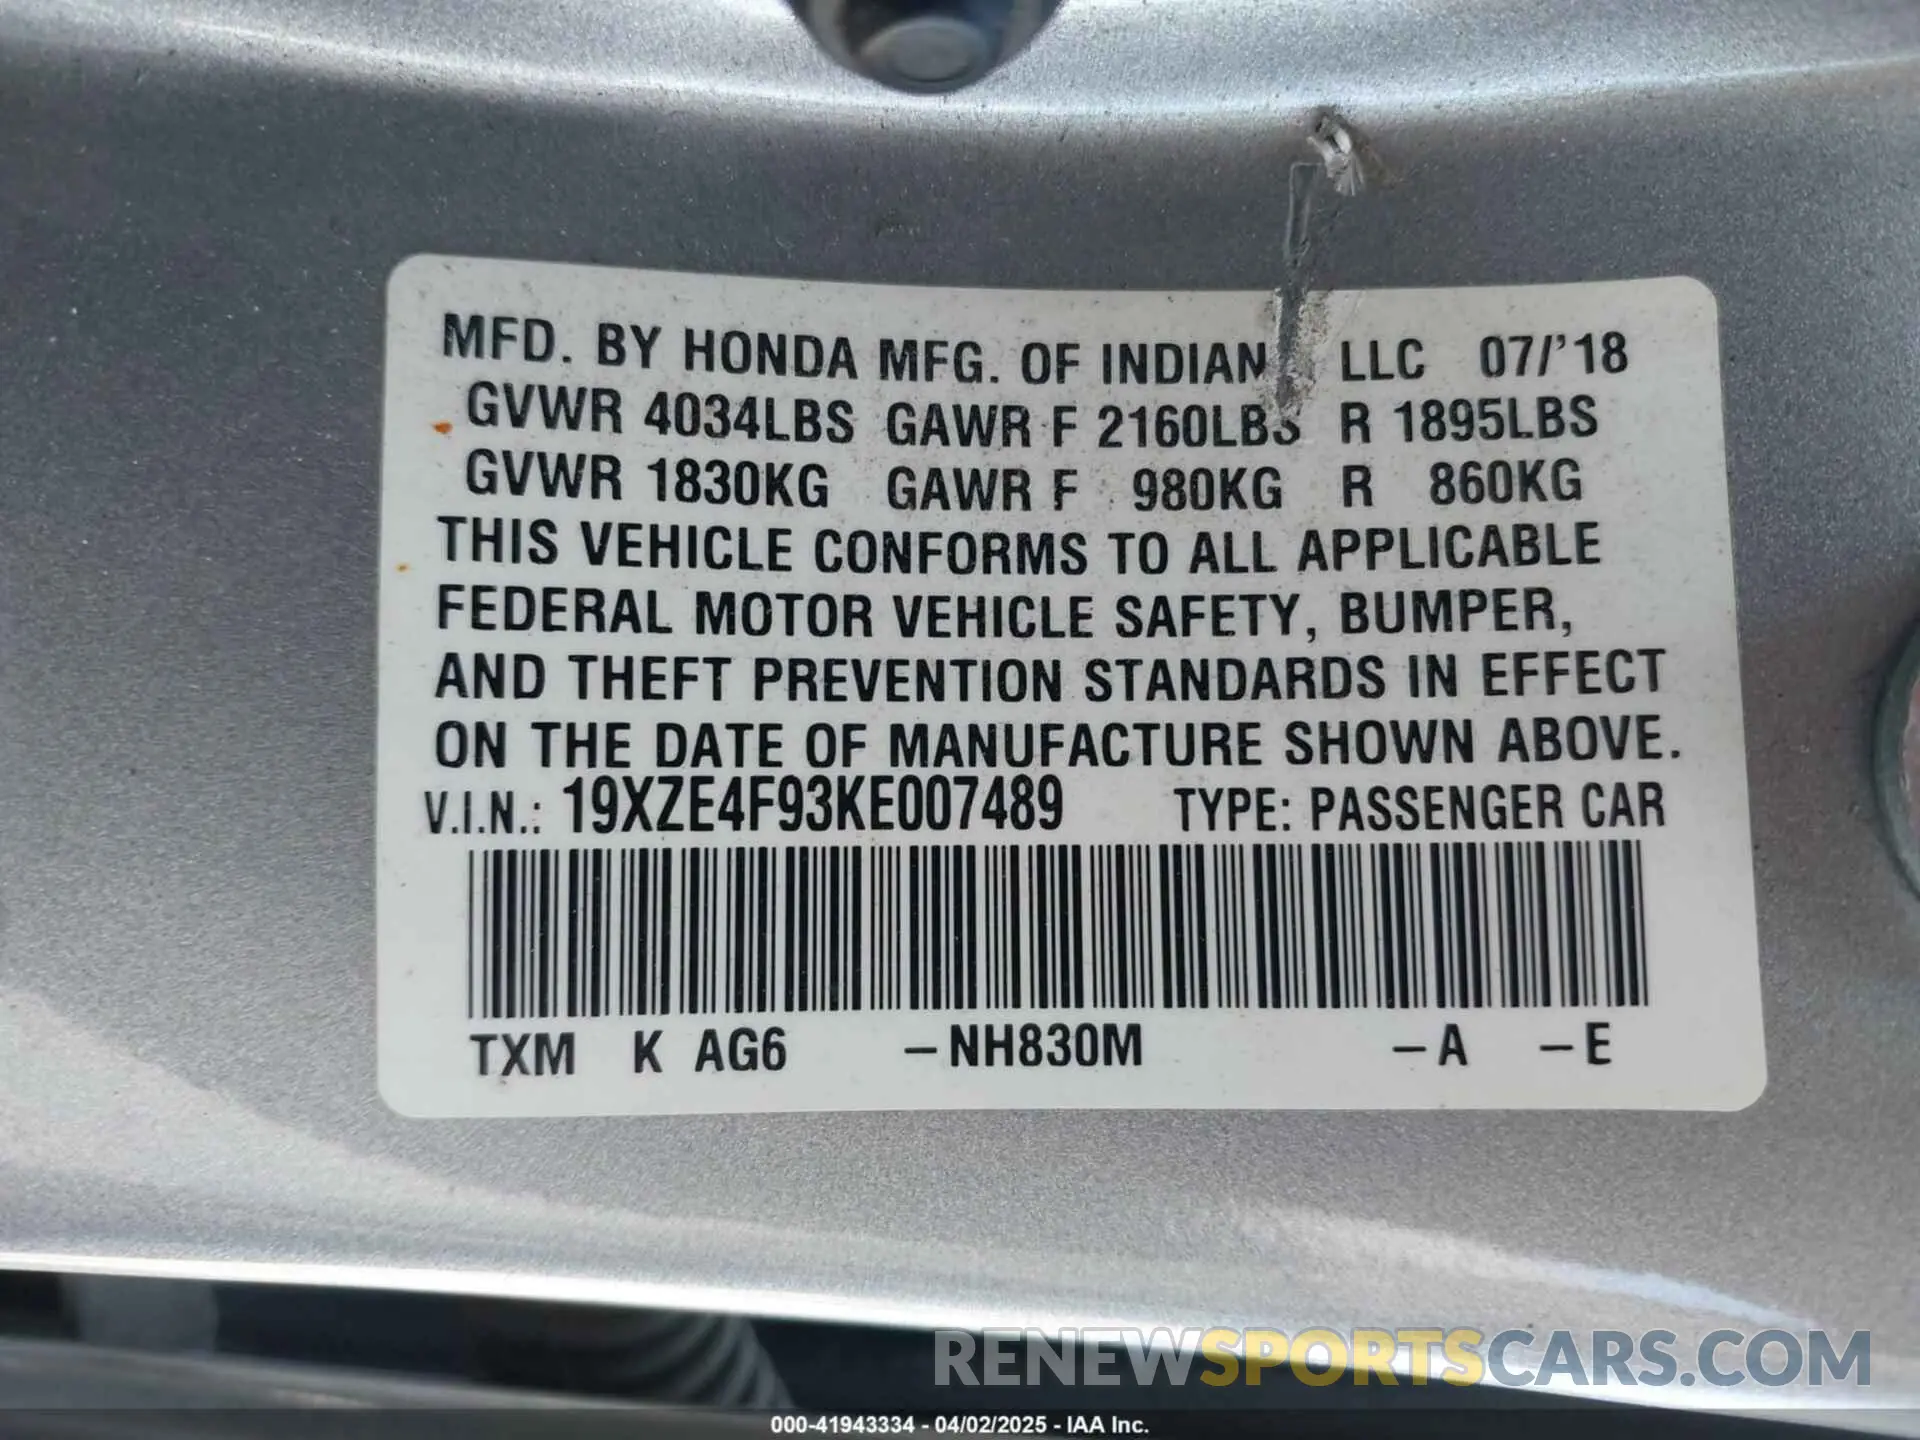 MFD. BY HONDA MFG. OF INDIAN LLC 07/'18
GVWR 4034LBS GAWR F 2160LBS R 1895LBS
GVWR 1830KG GAWR F 980KG R 860KG
THIS VEHICLE CONFORMS TO ALL APPLICABLE
FEDERAL MOTOR VEHICLE SAFETY, BUMPER,
AND THEFT PREVENTION STANDARDS IN EFFECT
ON THE DATE OF MANUFACTURE SHOWN ABOVE.
V.I.N.: 19XZE4F93KE007489 TYPE: PASSENGER CAR
TXM K AG6 –NH830M –A –E
RENEWSPORTSCARS.COM
000-41943334 - 04/02/2025 - IAA Inc.